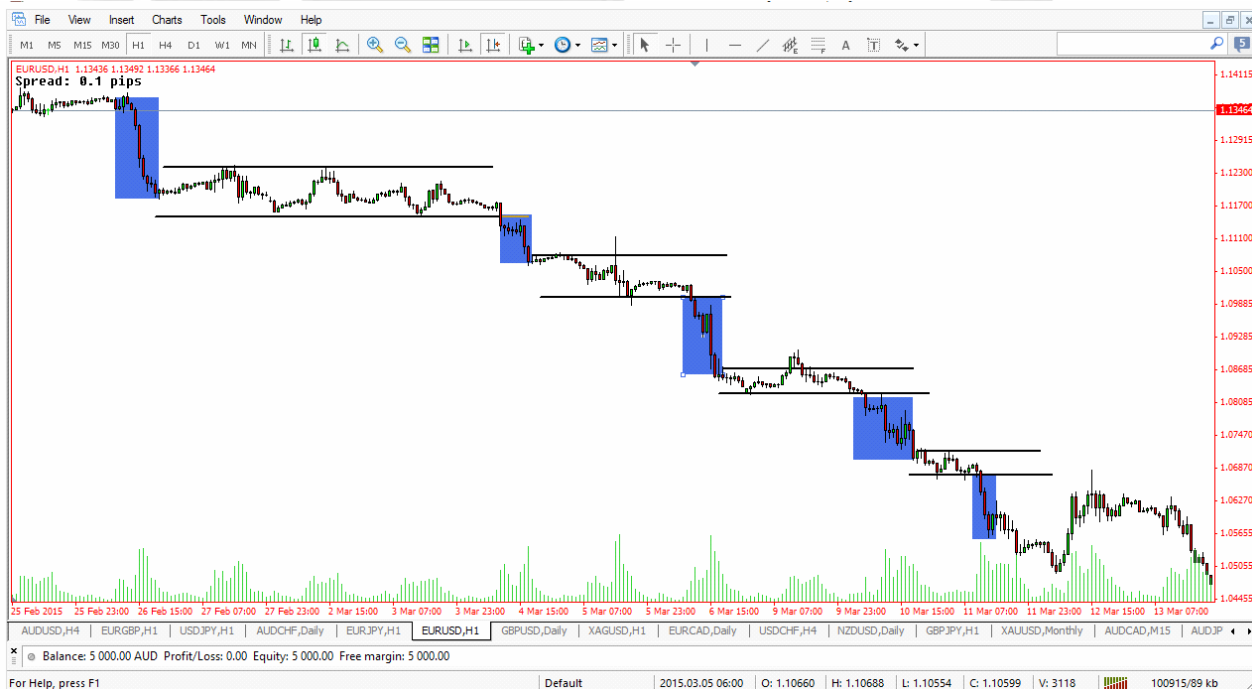 File View Insert Charts Tools Window Help
M1 M5 M15 M30 H1 H4 D1 W1 MN A T 5
EURUSD,H1 1.13436 1.13492 1.13366 1.13464
Spread: 0.1 pips
1.14115
1.13464
1.12915
1.12300
1.11700
1.11100
1.10500
1.09885
1.09285
1.08685
1.08085
1.07470
1.06870
1.06270
1.05655
1.05055
1.04455
25 Feb 2015 25 Feb 23:00 26 Feb 15:00 27 Feb 07:00 27 Feb 23:00 2 Mar 15:00 3 Mar 07:00 3 Mar 23:00 4 Mar 15:00 5 Mar 07:00 5 Mar 23:00 6 Mar 15:00 9 Mar 07:00 9 Mar 23:00 10 Mar 15:00 11 Mar 07:00 11 Mar 23:00 12 Mar 15:00 13 Mar 07:00
AUDUSD,H4 EURGBP,H1 USDJPY,H1 AUDCHF,Daily EURJPY,H1 EURUSD,H1 GBPUSD,Daily XAGUSD,H1 EURCAD,Daily USDCHF,H4 NZDUSD,Daily GBPJPY,H1 XAUUSD,Monthly AUDCAD,M15 AUDJP
Balance: 5 000.00 AUD Profit/Loss: 0.00 Equity: 5 000.00 Free margin: 5 000.00
For Help, press F1 Default 2015.03.05 06:00 O: 1.10660 H: 1.10688 L: 1.10554 C: 1.10599 V: 3118 100915/89 kb